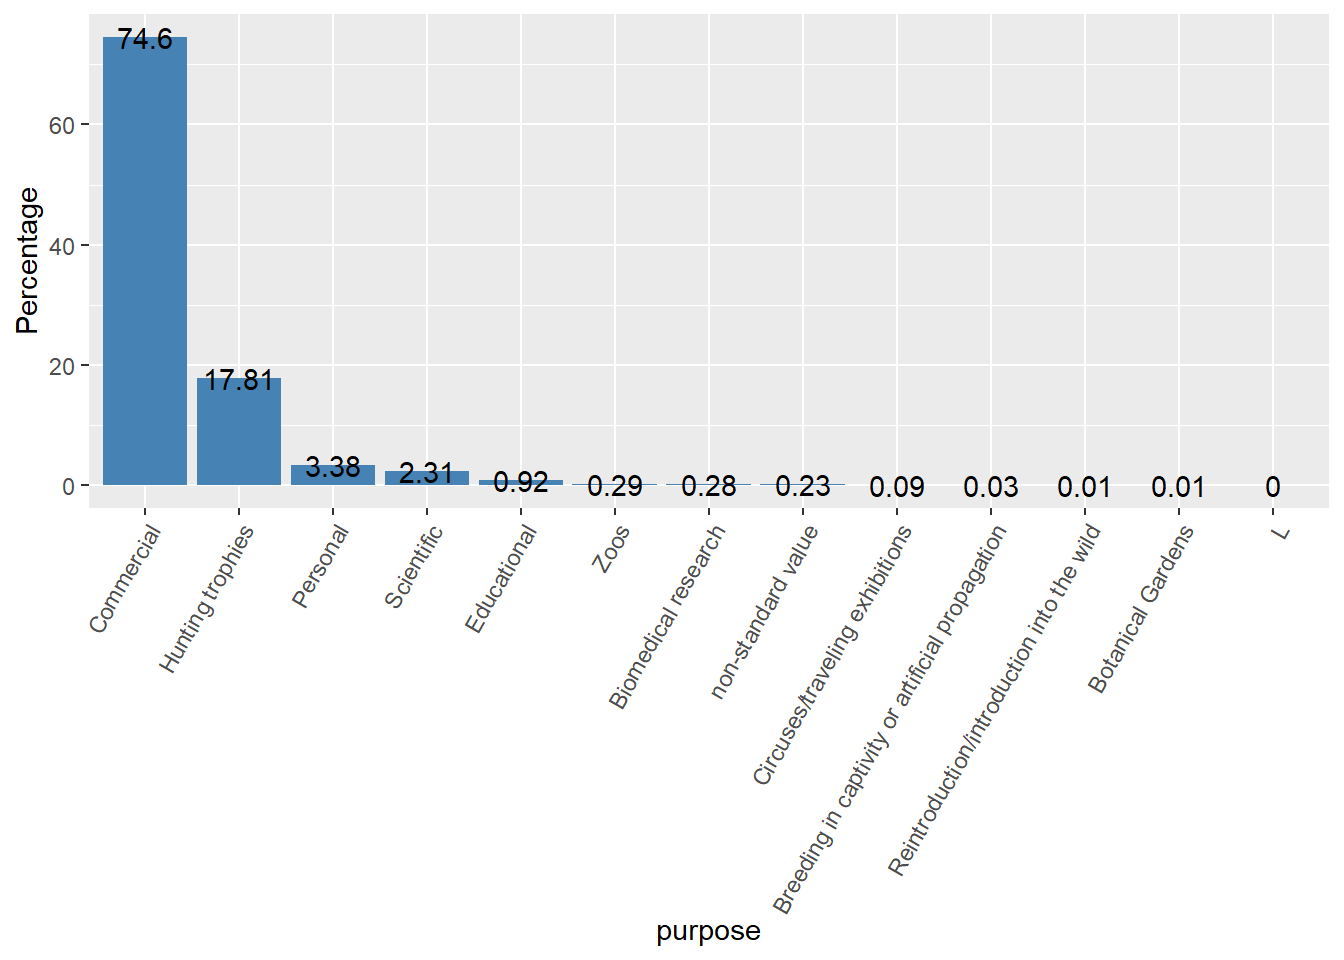 Percentage
60
40
20
0
74.6
17.81
3.38
2.31
0.92
0.29
0.28
0.23
0.09
0.03
0.01
0.01
0
Commercial
Hunting trophies
Personal
Scientific
Educational
Zoos
Biomedical research
non-standard value
Circuses/traveling exhibitions
Breeding in captivity or artificial propagation
Reintroduction/introduction into the wild
Botanical Gardens
L
purpose